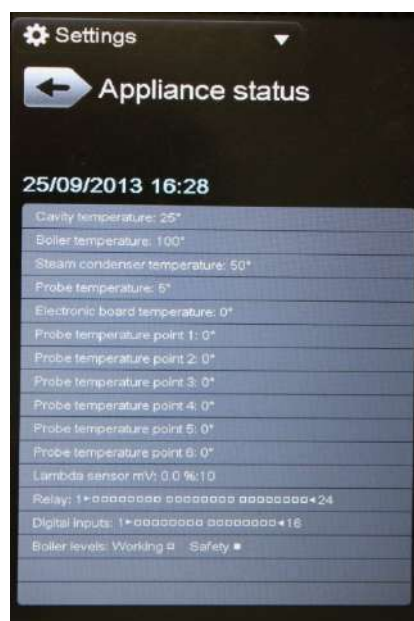 Settings
Appliance status
25/09/2013 16:28
Cavity temperature: 25°
Boiler temperature: 100°
Steam condenser temperature: 50°
Probe temperature: 5°
Electronic board temperature: 0°
Probe temperature point 1: 0°
Probe temperature point 2: 0°
Probe temperature point 3: 0°
Probe temperature point 4: 0°
Probe temperature point 5: 0°
Probe temperature point 6: 0°
Lambda sensor mV: 0.0 %:10
Relay: 1▸□□□□□□□□ □□□□□□□□ □□□□□□□□◂24
Digital inputs: 1▸□□□□□□□□ □□□□□□□□◂16
Boiler levels: Working □ Safety ■